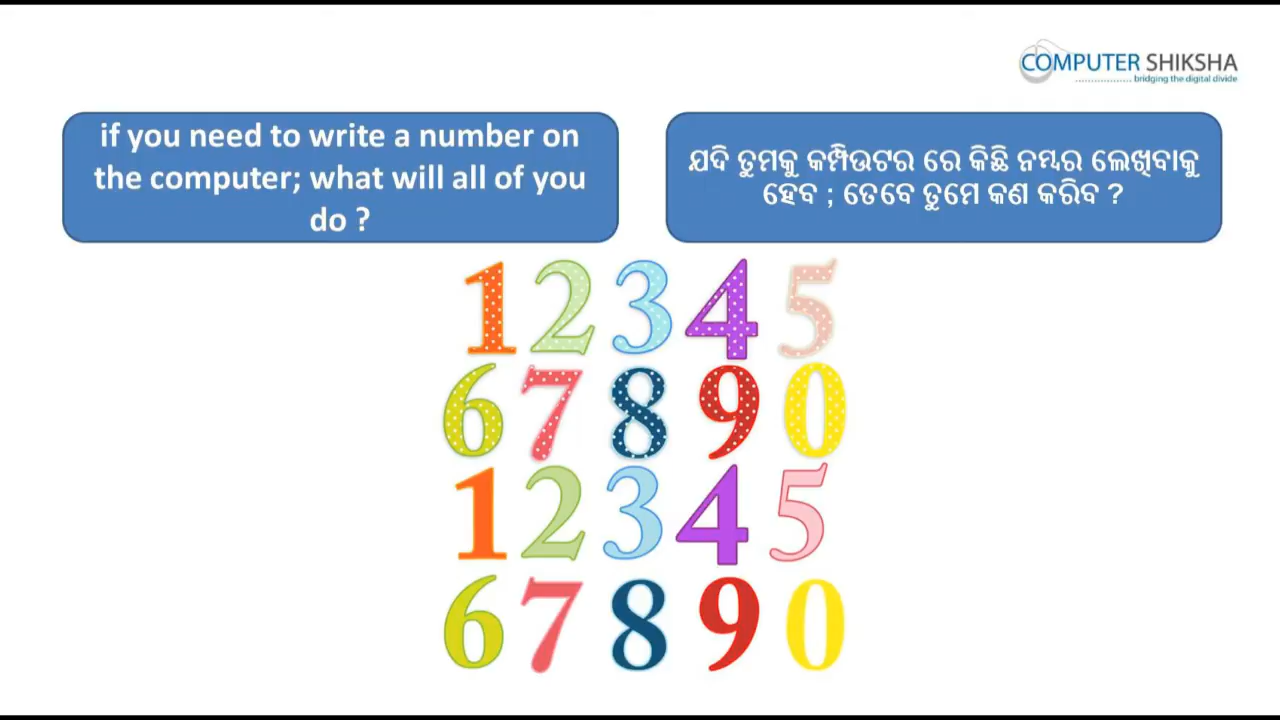 COMPUTER SHIKSHA
bridging the digital divide
if you need to write a number on
the computer; what will all of you
do ?
ଯଦି ତୁମକୁ କମ୍ପିଉଟର ରେ କିଛି ନମ୍ବର ଲେଖିବାକୁ
ହେବ ; ତେବେ ତୁମେ କଣ କରିବ ?
1 2 3 4 5
6 7 8 9 0
1 2 3 4 5
6 7 8 9 0